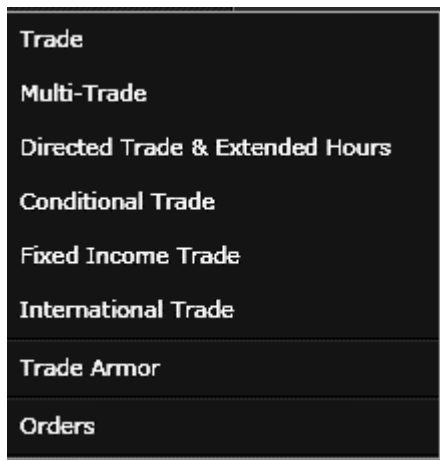 Trade
Multi-Trade
Directed Trade & Extended Hours
Conditional Trade
Fixed Income Trade
International Trade
Trade Armor
Orders